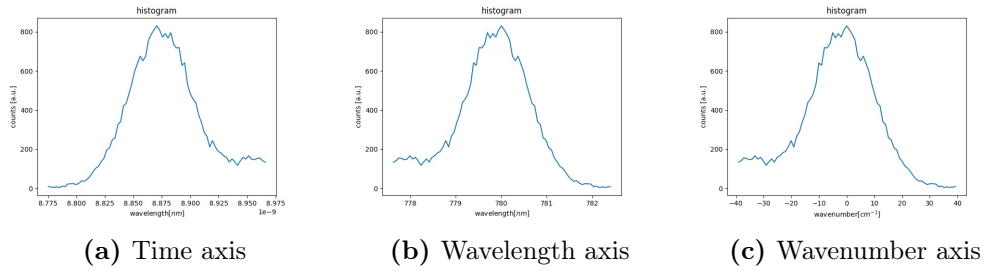 histogram
counts [a.u.]
800
600
400
200
0
8.775 8.800 8.825 8.850 8.875 8.900 8.925 8.950 8.975
1e−9
wavelength[nm]
(a) Time axis
histogram
counts [a.u.]
800
600
400
200
0
778 779 780 781 782
wavelength[nm]
(b) Wavelength axis
histogram
counts [a.u.]
800
600
400
200
0
−40 −30 −20 −10 0 10 20 30 40
wavenumber[cm⁻¹]
(c) Wavenumber axis